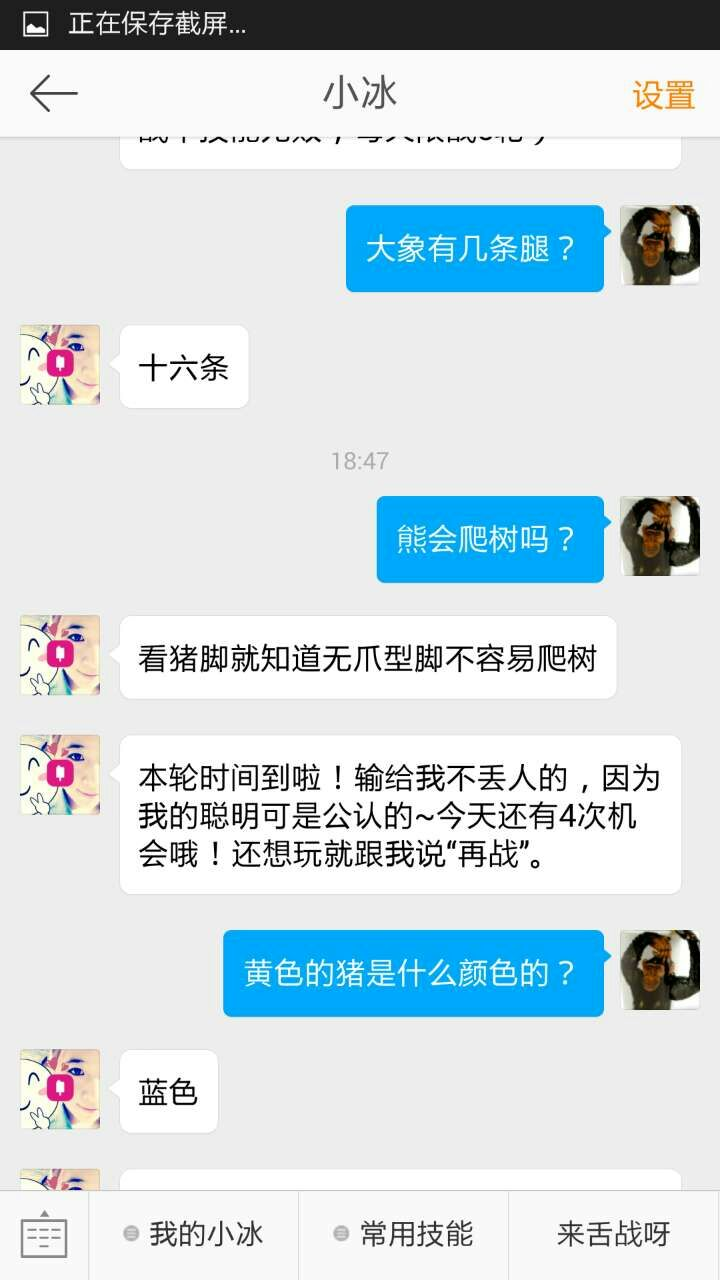 正在保存截屏...
小冰
设置
大象有几条腿？
十六条
18:47
熊会爬树吗？
看猪脚就知道无爪型脚不容易爬树
本轮时间到啦！输给我不丢人的，因为
我的聪明可是公认的~今天还有4次机
会哦！还想玩就跟我说“再战”。
黄色的猪是什么颜色的？
蓝色
我的小冰
常用技能
来舌战呀